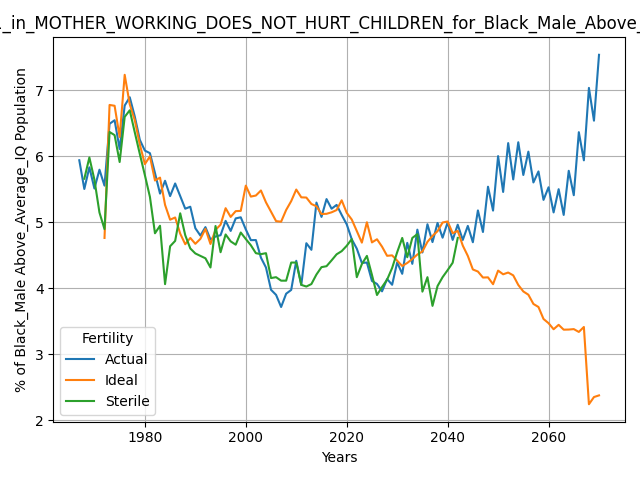 _in_MOTHER_WORKING_DOES_NOT_HURT_CHILDREN_for_Black_Male_Above_
% of Black_Male Above_Average_IQ Population
7
6
5
4
3
2
1980
2000
2020
2040
2060
Years
Fertility
Actual
Ideal
Sterile